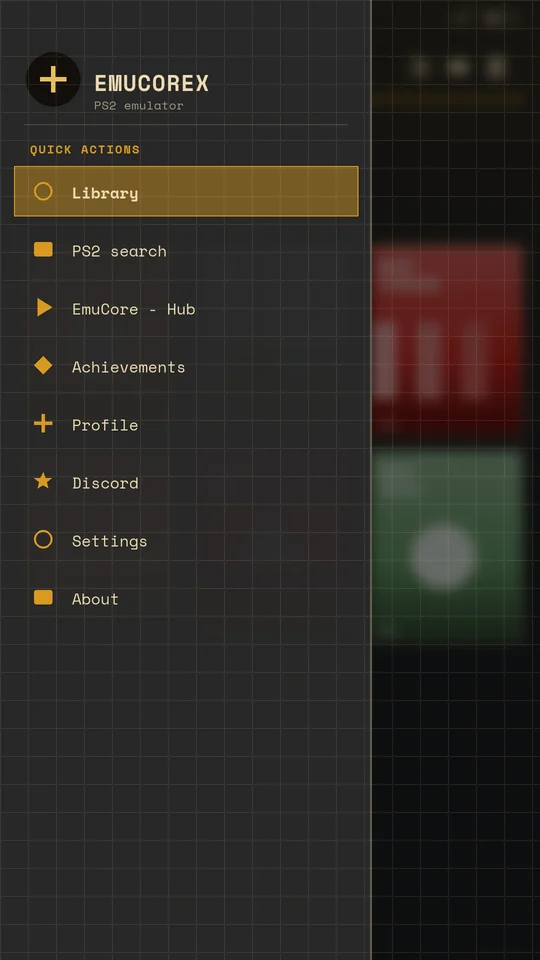 EMUCOREX
PS2 emulator
QUICK ACTIONS
Library
PS2 search
EmuCore - Hub
Achievements
Profile
Discord
Settings
About